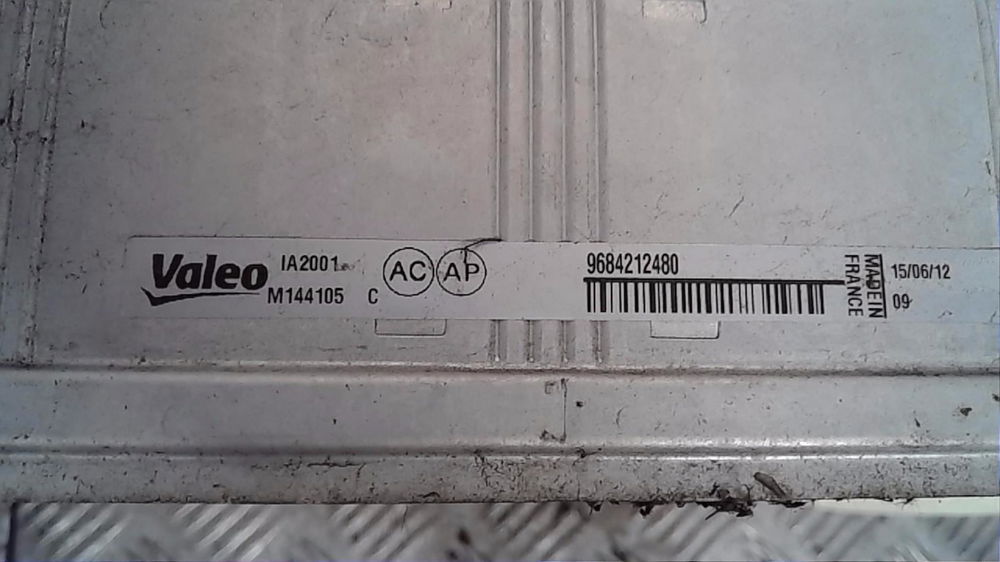 Valeo
IA2001
M144105 C
AC AP
9684212480
MADE IN
FRANCE
15/06/12
09